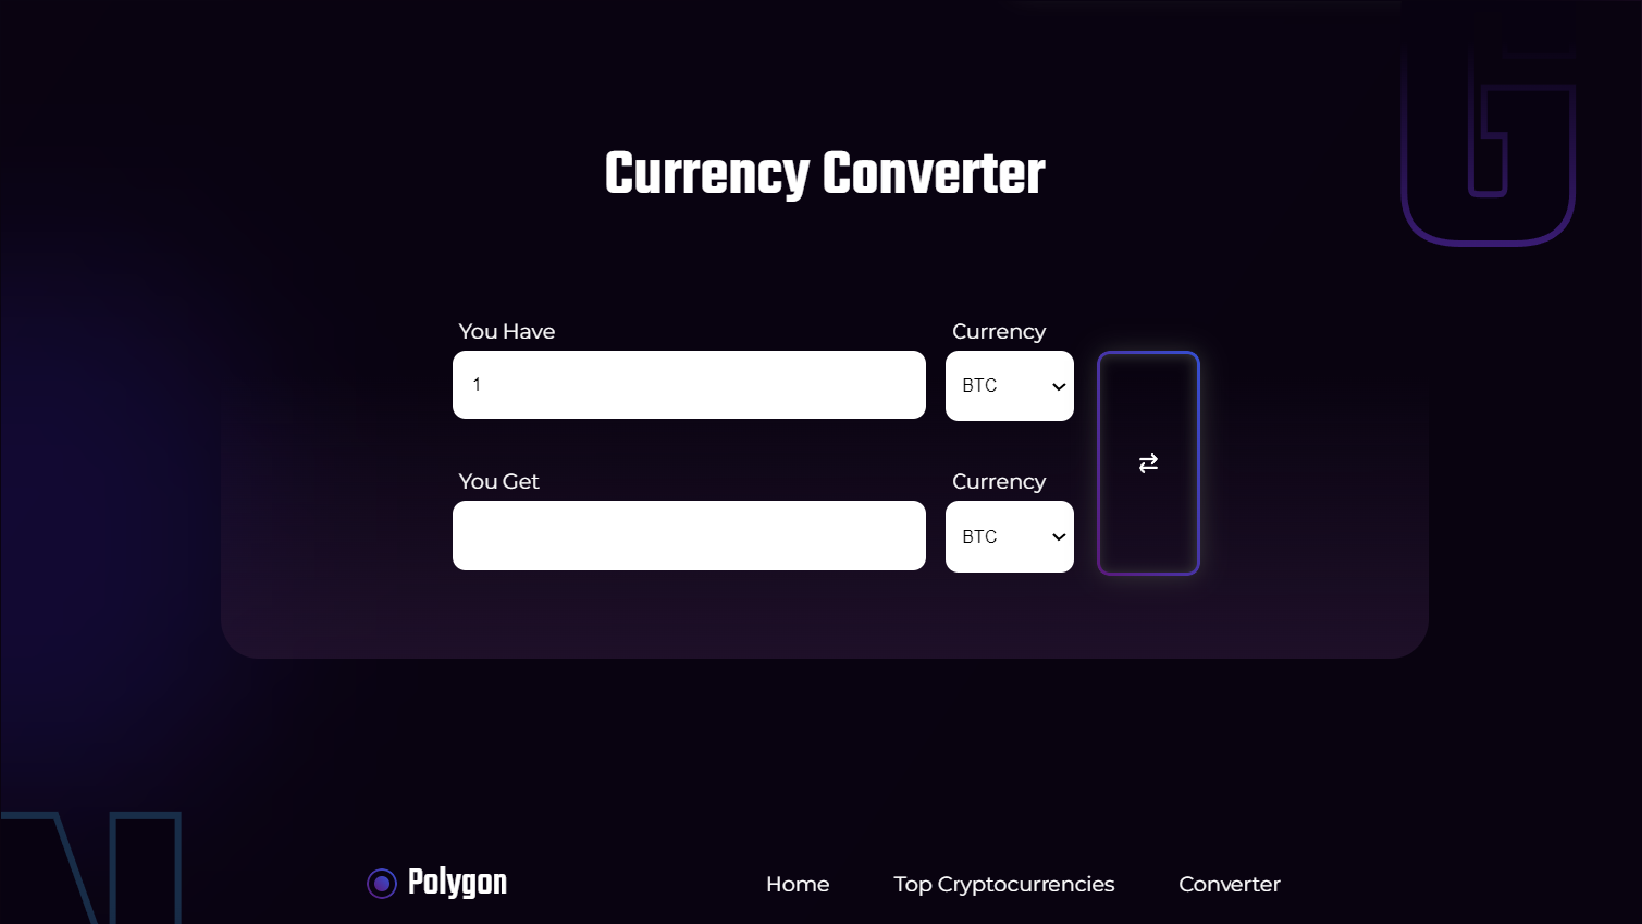 Currency Converter
You Have
Currency
1
BTC
You Get
Currency
BTC
Polygon
Home
Top Cryptocurrencies
Converter